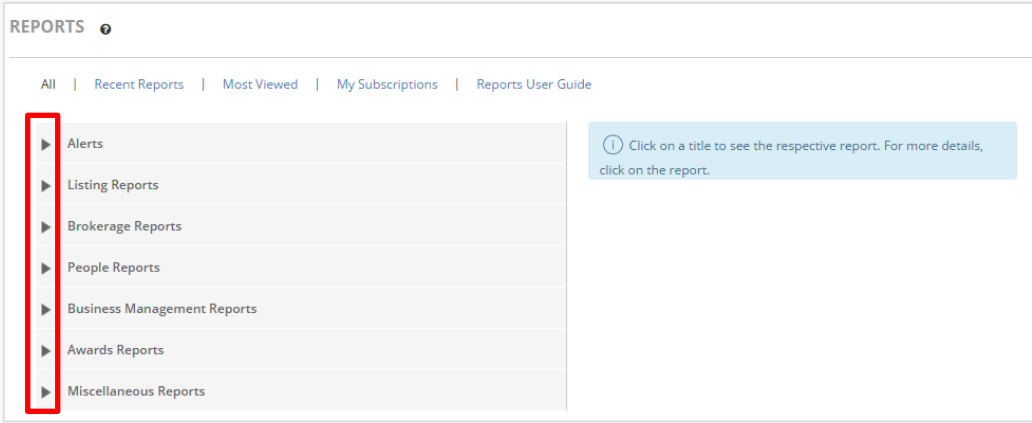 REPORTS ?
All | Recent Reports | Most Viewed | My Subscriptions | Reports User Guide
Alerts
Listing Reports
Brokerage Reports
People Reports
Business Management Reports
Awards Reports
Miscellaneous Reports
i Click on a title to see the respective report. For more details,
click on the report.